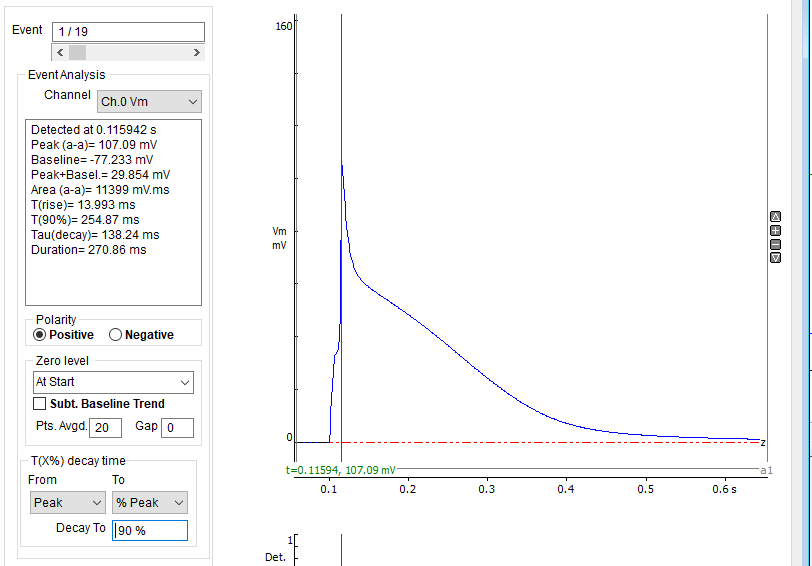 Event
1 / 19
Event Analysis
Channel
Ch.0 Vm
Detected at 0.115942 s
Peak (a-a)= 107.09 mV
Baseline= -77.233 mV
Peak+Basel.= 29.854 mV
Area (a-a)= 11399 mV.ms
T(rise)= 13.993 ms
T(90%)= 254.87 ms
Tau(decay)= 138.24 ms
Duration= 270.86 ms
Polarity
Positive
Negative
Zero level
At Start
Subt. Baseline Trend
Pts. Avgd.
20
Gap
0
T(X%) decay time
From
To
Peak
% Peak
Decay To
90 %
160
Vm
mV
0
z
t=0.11594, 107.09 mV
a1
0.1
0.2
0.3
0.4
0.5
0.6 s
1
Det.